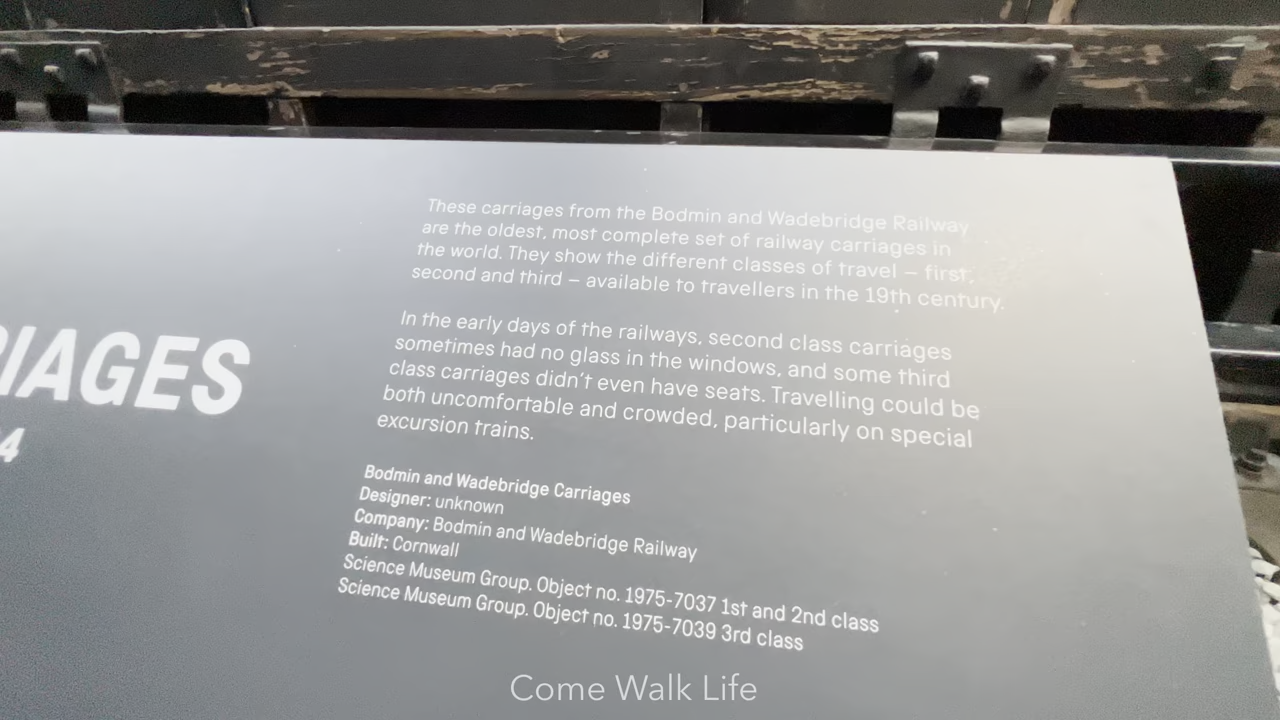 These carriages from the Bodmin and Wadebridge Railway
are the oldest, most complete set of railway carriages in
the world. They show the different classes of travel – first,
second and third – available to travellers in the 19th century.
In the early days of the railways, second class carriages
sometimes had no glass in the windows, and some third
class carriages didn't even have seats. Travelling could be
both uncomfortable and crowded, particularly on special
excursion trains.
Bodmin and Wadebridge Carriages
Designer: unknown
Company: Bodmin and Wadebridge Railway
Built: Cornwall
Science Museum Group. Object no. 1975-7037 1st and 2nd class
Science Museum Group. Object no. 1975-7039 3rd class
Come Walk Life